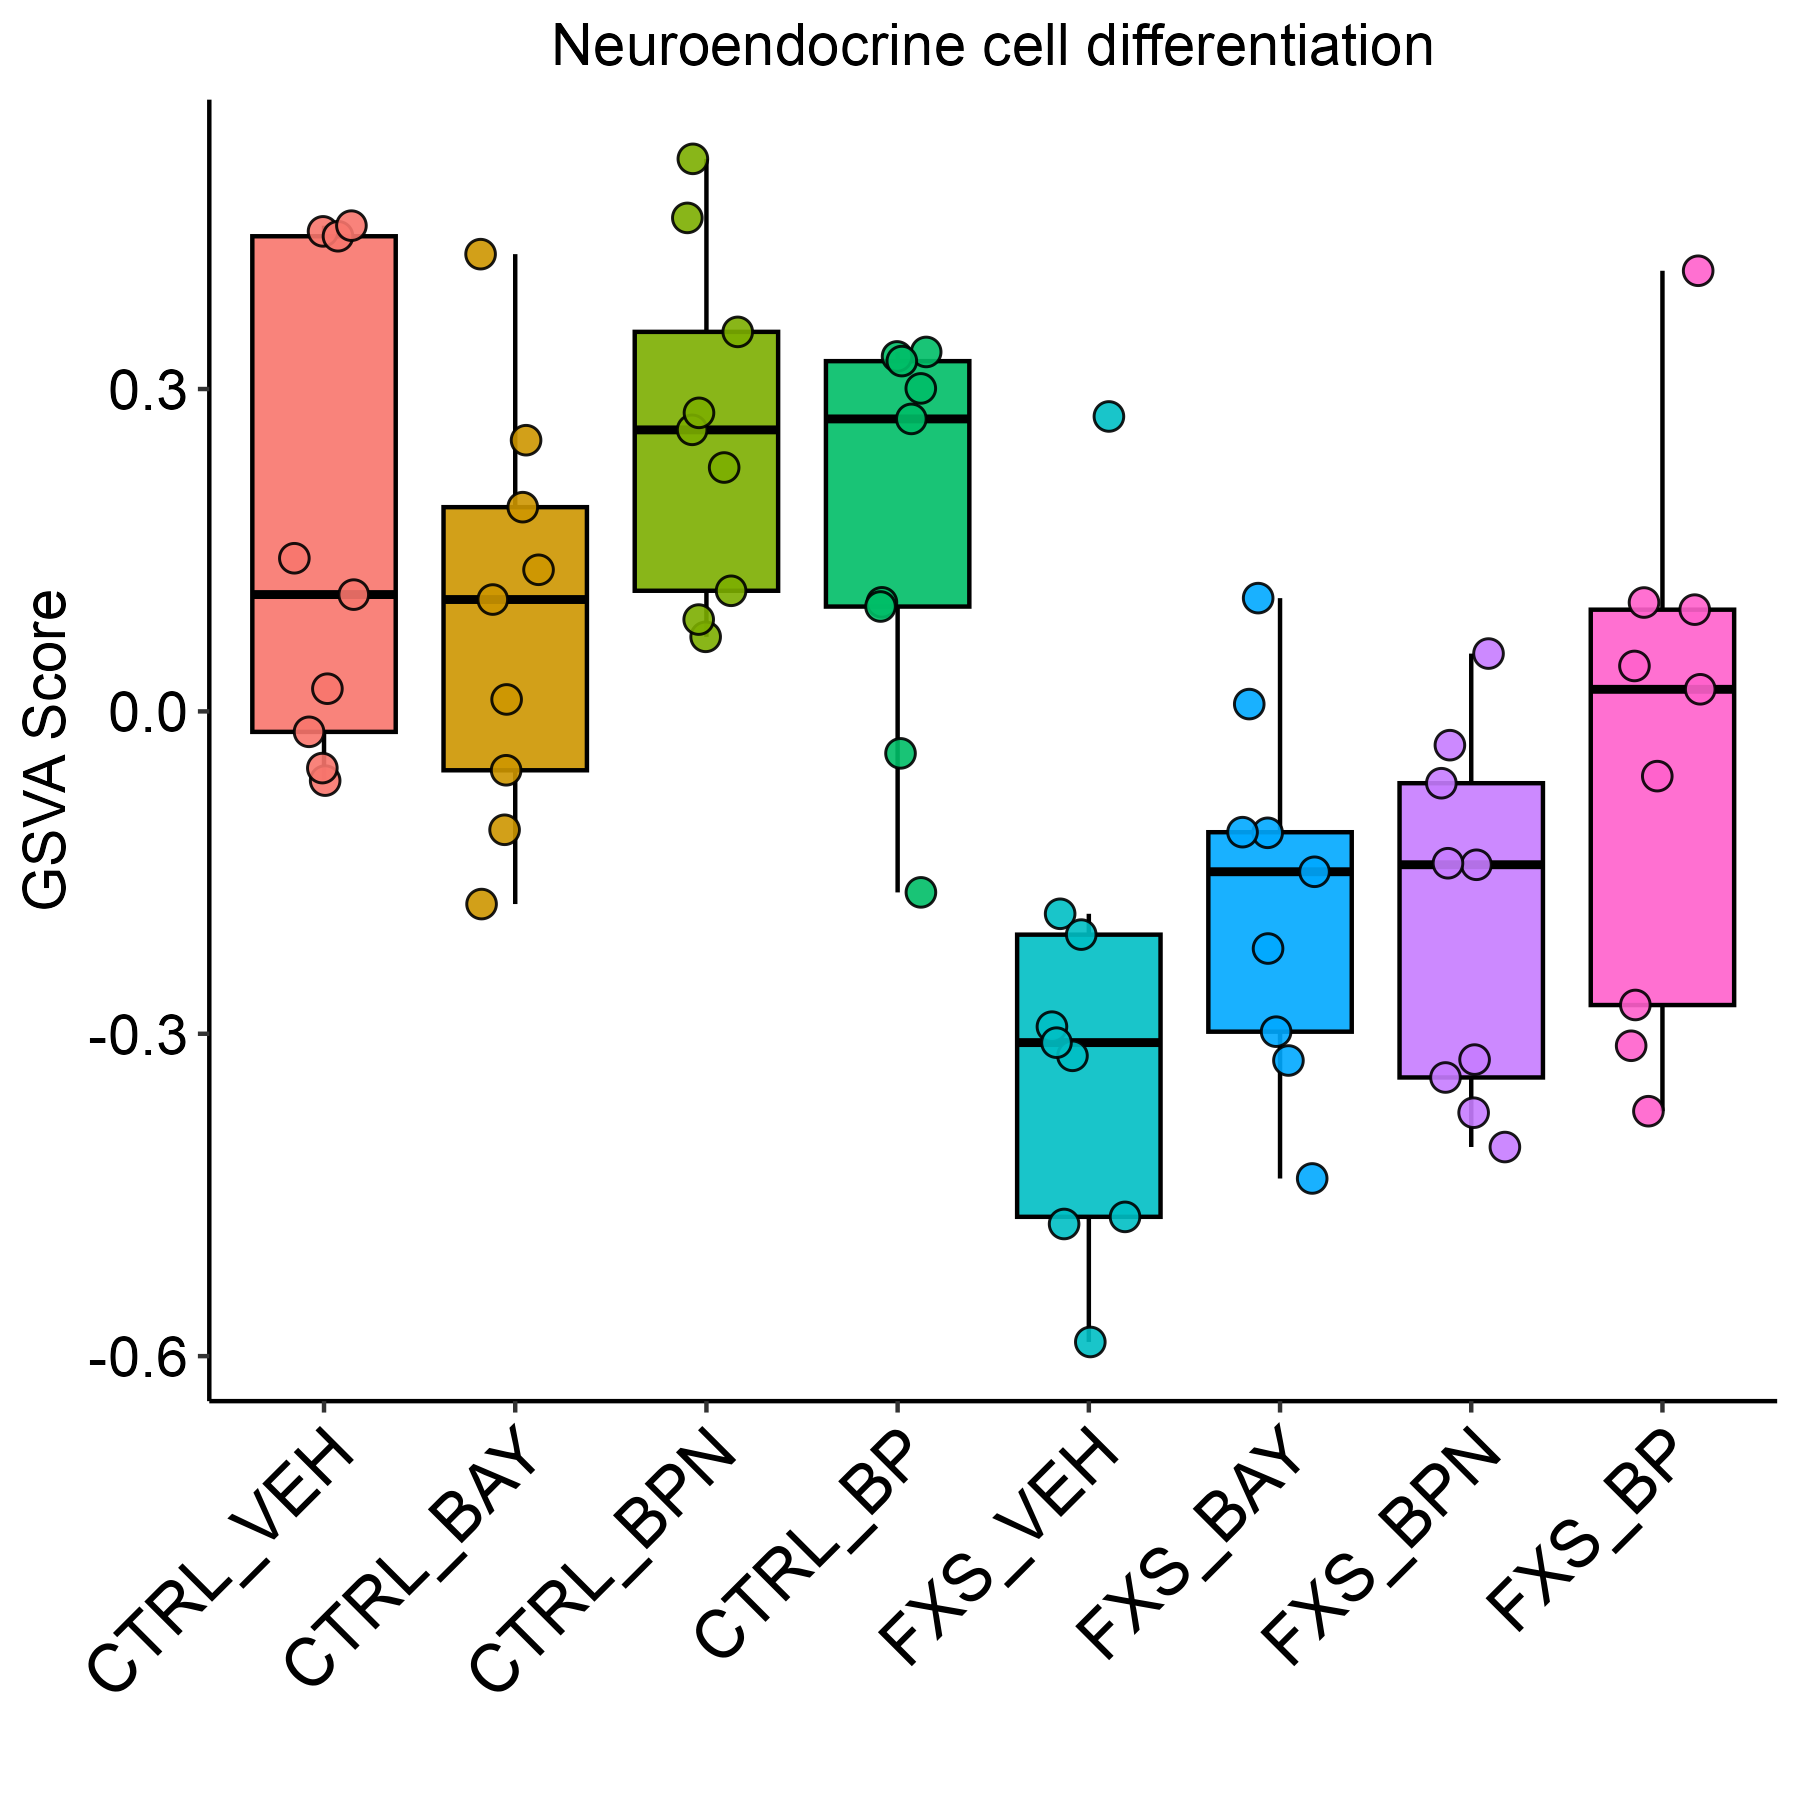 Neuroendocrine cell differentiation
GSVA Score
0.3
0.0
-0.3
-0.6
CTRL_VEH
CTRL_BAY
CTRL_BPN
CTRL_BP
FXS_VEH
FXS_BAY
FXS_BPN
FXS_BP